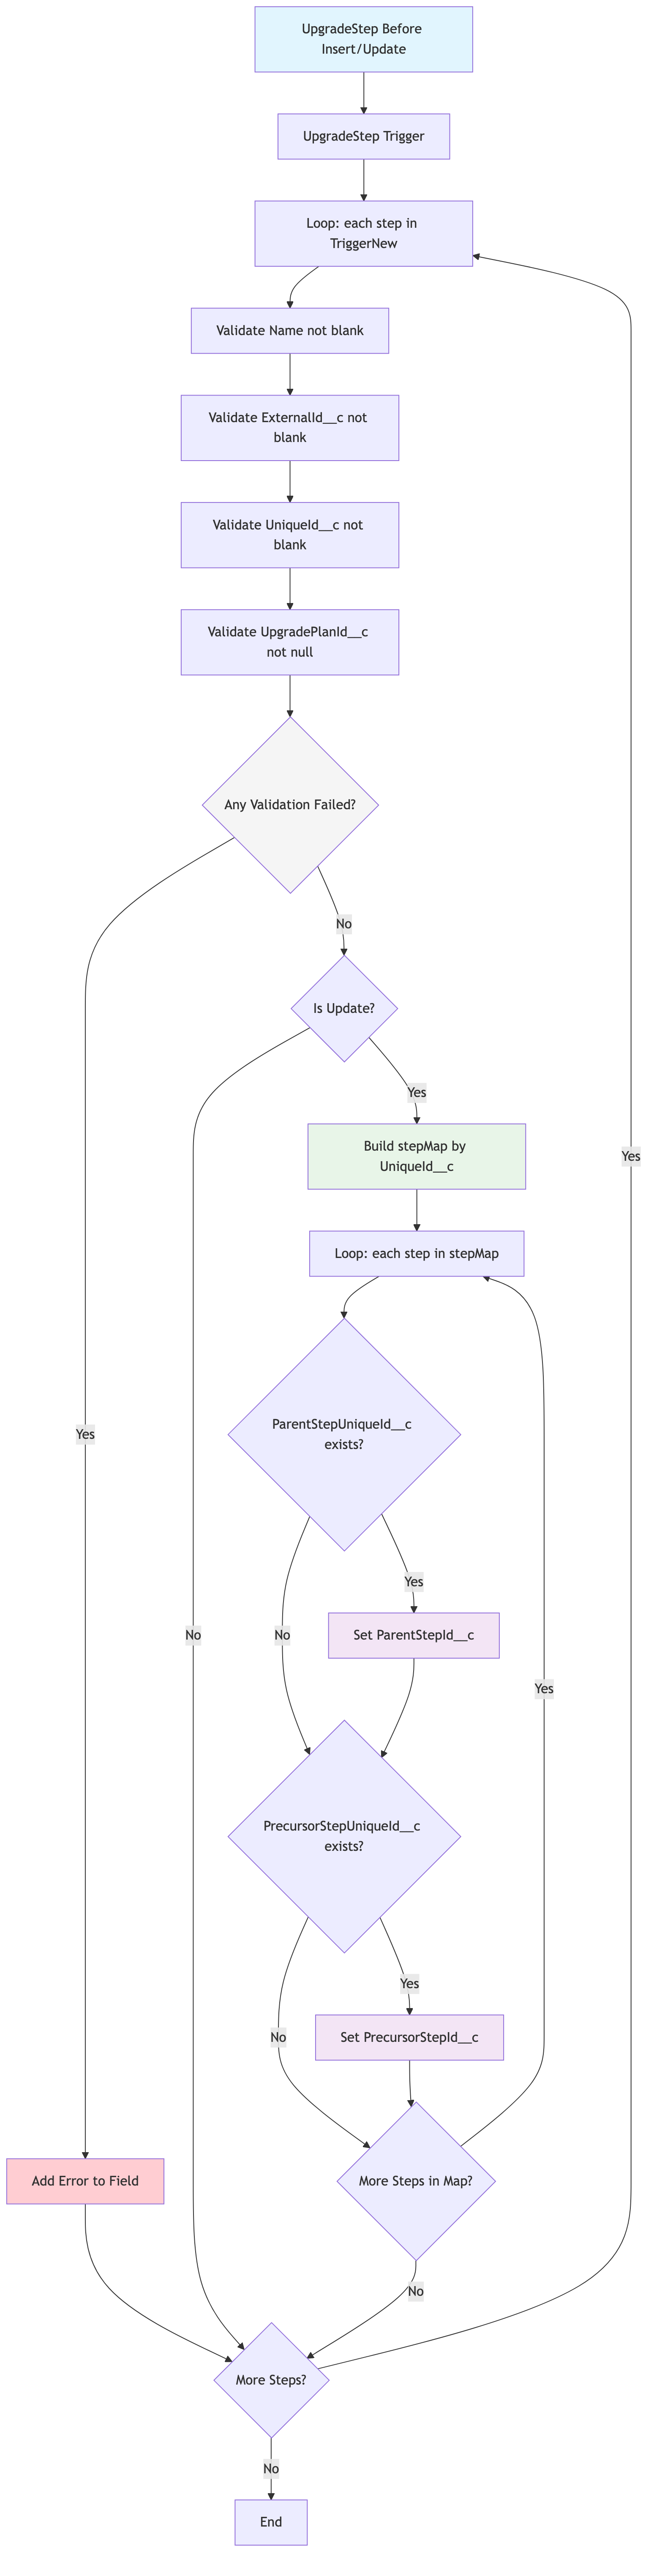 UpgradeStep Before
Insert/Update
UpgradeStep Trigger
Loop: each step in
TriggerNew
Validate Name not blank
Validate ExternalId__c not
blank
Validate UniqueId__c not
blank
Validate UpgradePlanId__c
not null
Any Validation Failed?
No
Is Update?
Yes
Build stepMap by
UniqueId__c
Yes
Loop: each step in stepMap
ParentStepUniqueId__c
exists?
Yes
Yes
No
No
Set ParentStepId__c
Yes
PrecursorStepUniqueId__c
exists?
Yes
No
Set PrecursorStepId__c
Add Error to Field
More Steps in Map?
No
More Steps?
No
End